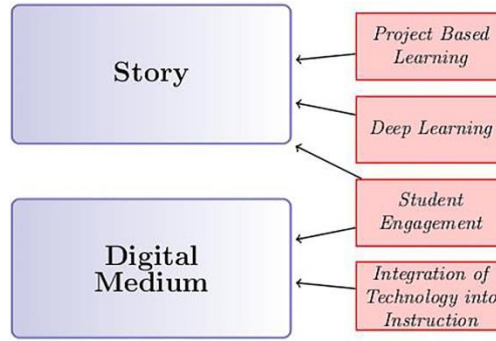 Story
Project Based
Learning
Deep Learning
Student
Engagement
Digital
Medium
Integration of
Technology into
Instruction